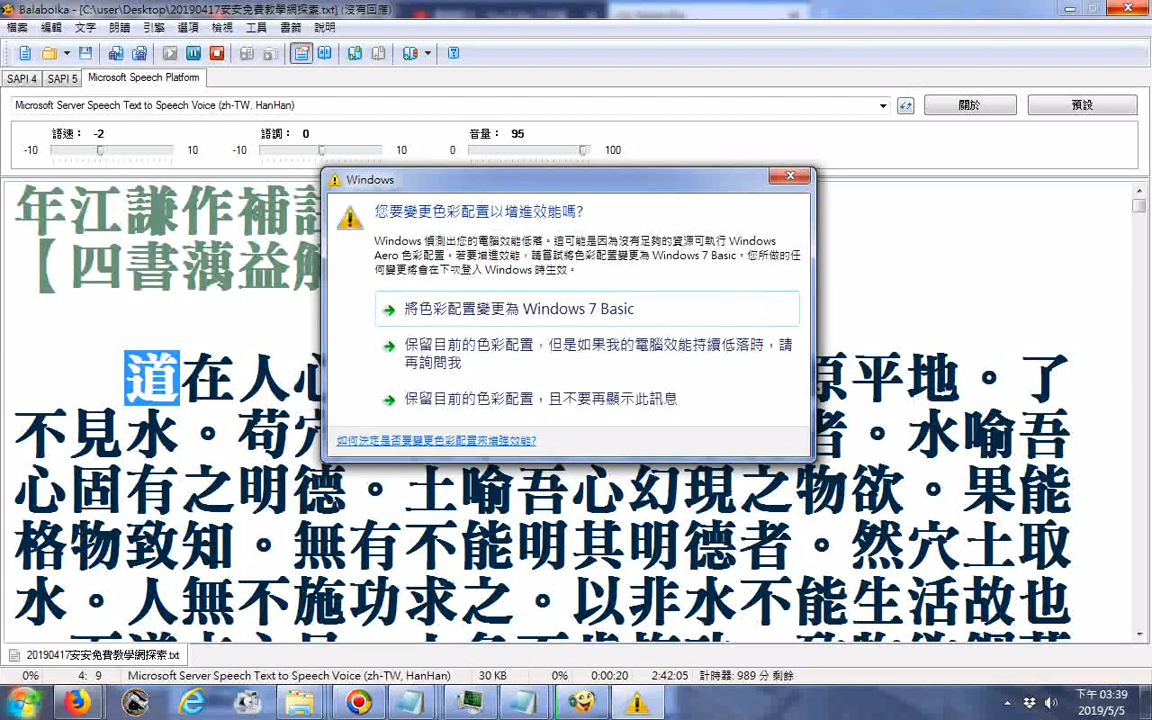 Balabolka - [C:\user\Desktop\20190417安安免費教學網探索.txt] (沒有回應)
檔案 編輯 文字 朗讀 引擎 選項 檢視 工具 書籤 說明
SAPI 4 SAPI 5 Microsoft Speech Platform
Microsoft Server Speech Text to Speech Voice (zh-TW, HanHan) 關於 預設
語速： -2 語調： 0 音量： 95
-10 10 -10 10 0 100
年江謙作補
【四書蕅益解
Windows
您要變更色彩配置以增進效能嗎?
Windows 偵測出您的電腦效能低落。這可能是因為沒有足夠的資源可執行 Windows
Aero 色彩配置。若要增進效能，請嘗試將色彩配置變更為 Windows 7 Basic。您所做的任
何變更將會在下次登入 Windows 時生效。
將色彩配置變更為 Windows 7 Basic
保留目前的色彩配置，但是如果我的電腦效能持續低落時，請
再詢問我
保留目前的色彩配置，且不要再顯示此訊息
如何決定是否要變更色彩配置來增進效能?
道在人心 原平地。了
不見水。苟穴 者。水喻吾
心固有之明德。土喻吾心幻現之物欲。果能
格物致知。無有不能明其明德者。然穴土取
水。人無不施功求之。以非水不能生活故也
20190417安安免費教學網探索.txt
0% 4: 9 Microsoft Server Speech Text to Speech Voice (zh-TW, HanHan) 30 KB 0% 0:00:20 2:42:05 計時器: 989 分 剩餘
下午 03:39
2019/5/5